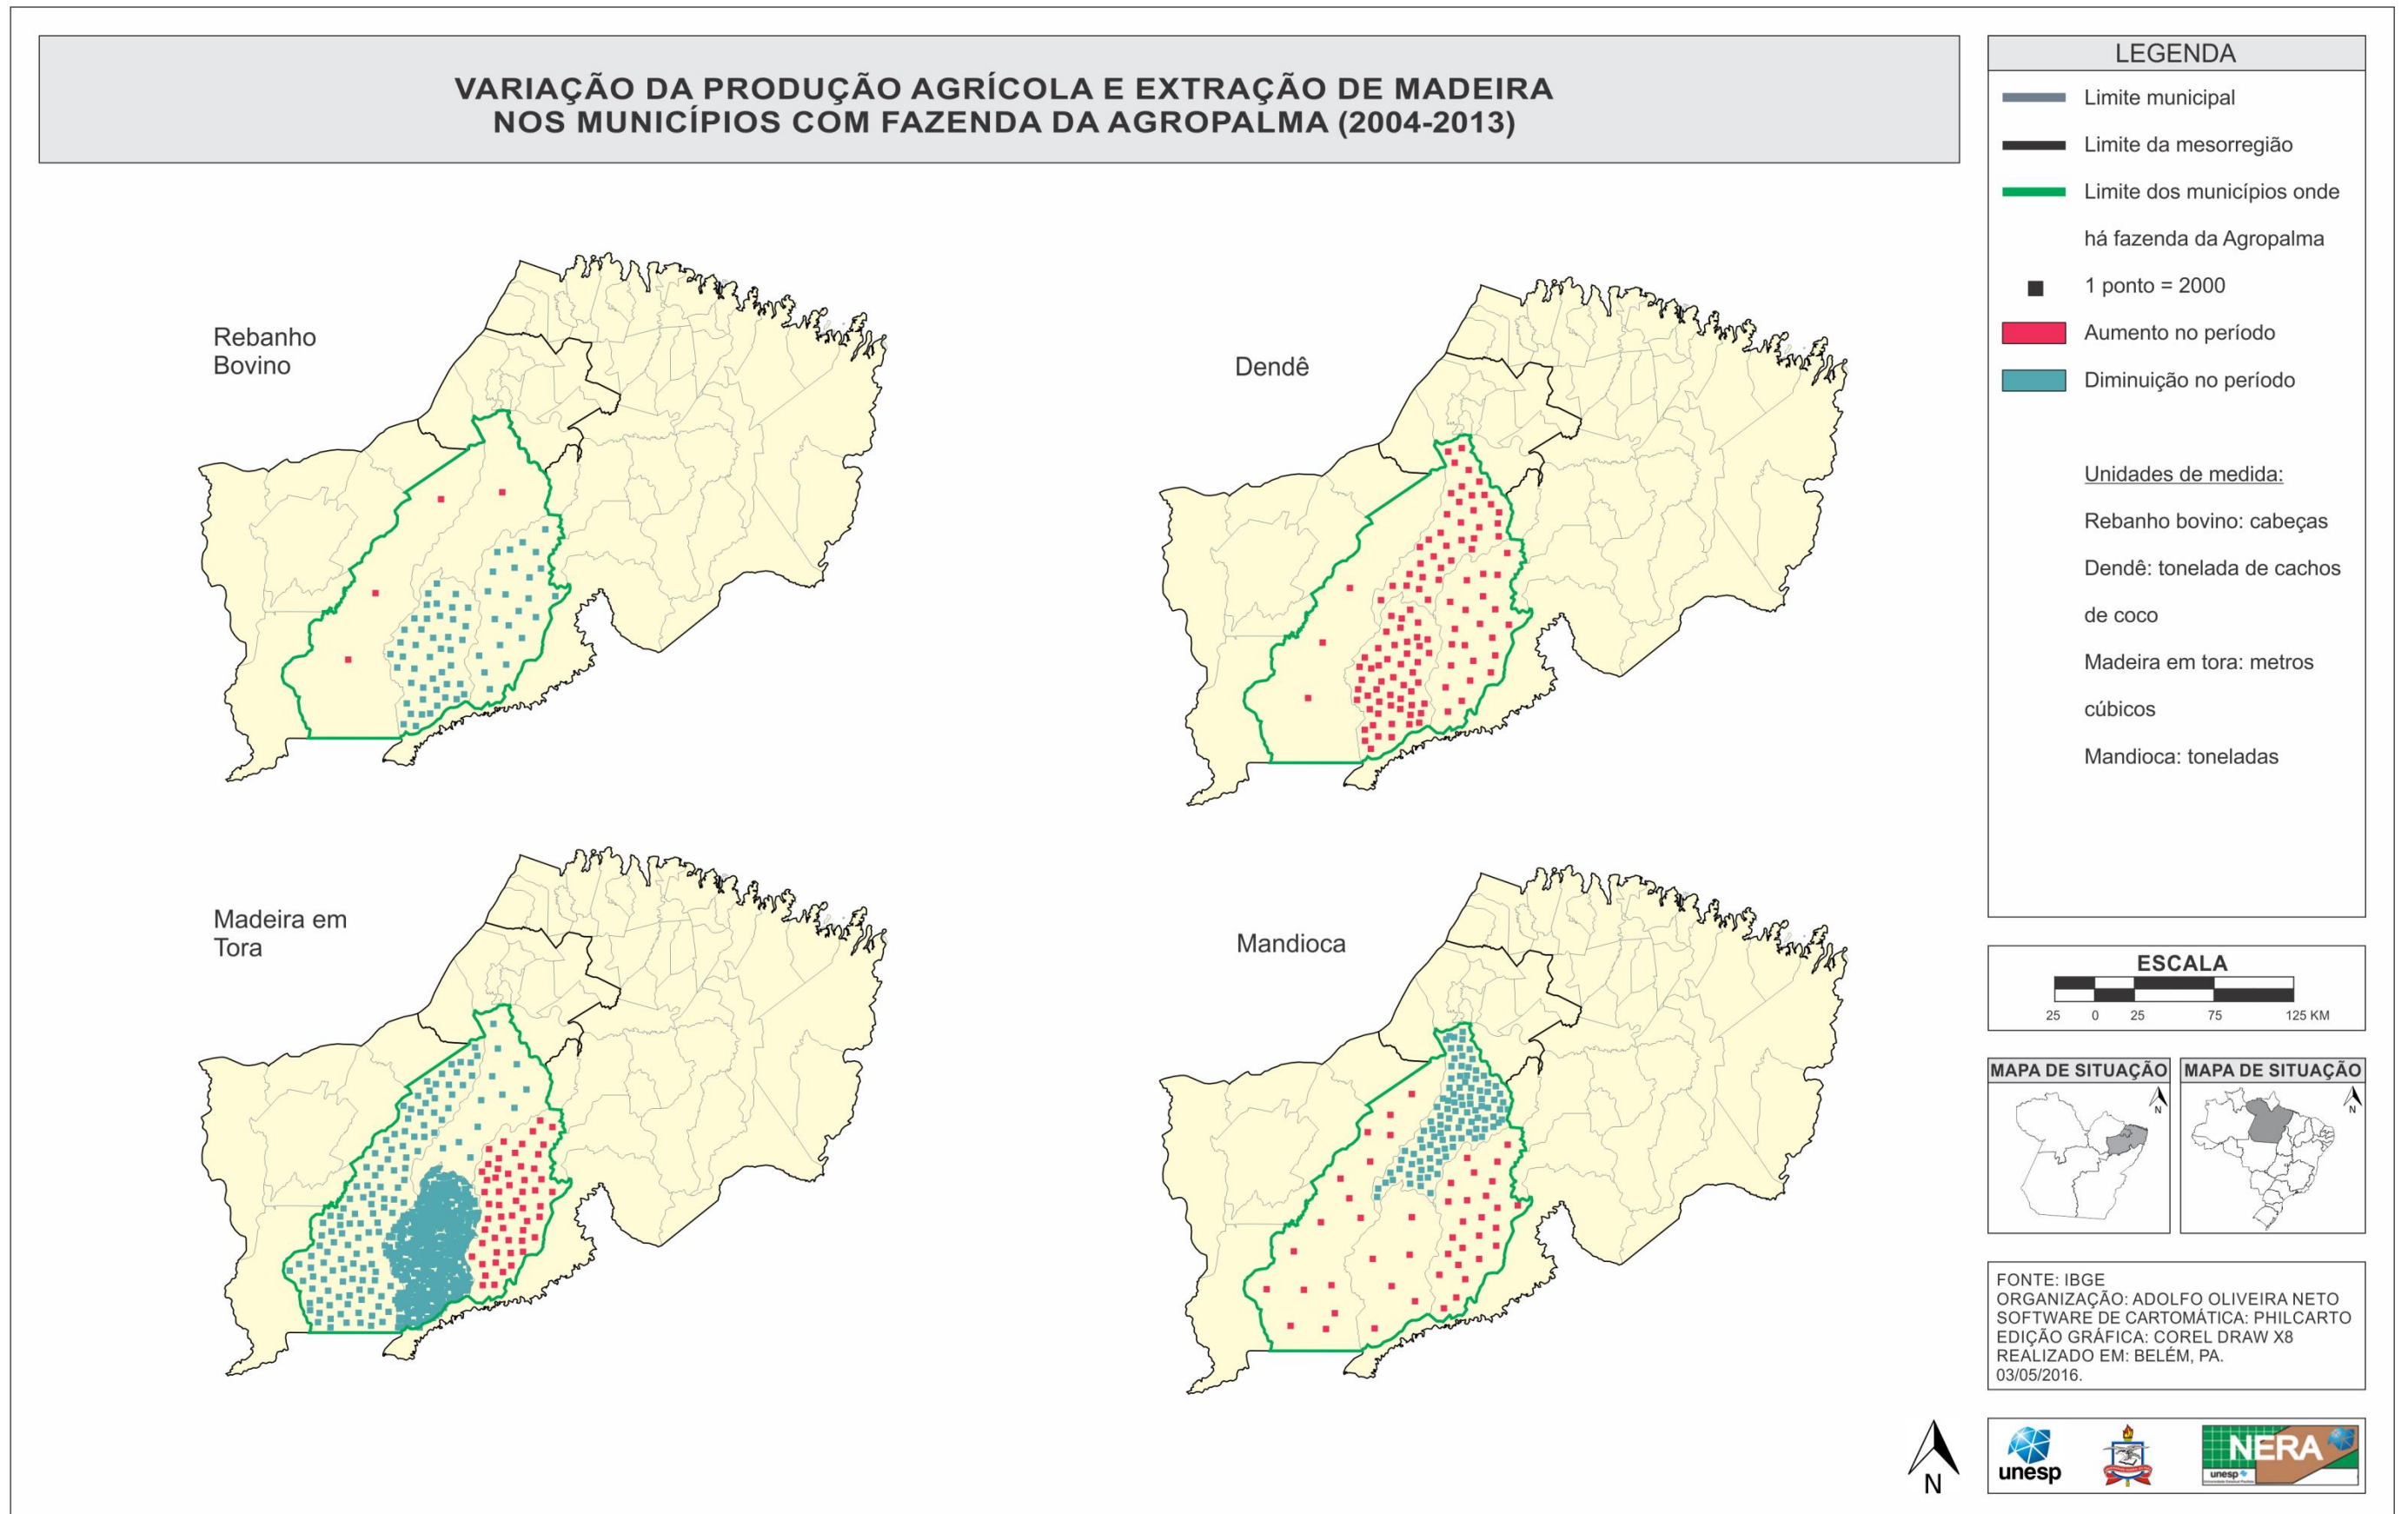 VARIAÇÃO DA PRODUÇÃO AGRÍCOLA E EXTRAÇÃO DE MADEIRA
NOS MUNICÍPIOS COM FAZENDA DA AGROPALMA (2004-2013)
Rebanho
Bovino
Dendê
Madeira em
Tora
Mandioca
LEGENDA
Limite municipal
Limite da mesorregião
Limite dos municípios onde
há fazenda da Agropalma
1 ponto = 2000
Aumento no período
Diminuição no período
Unidades de medida:
Rebanho bovino: cabeças
Dendê: tonelada de cachos
de coco
Madeira em tora: metros
cúbicos
Mandioca: toneladas
ESCALA
25 0 25 75 125 KM
MAPA DE SITUAÇÃO
N
MAPA DE SITUAÇÃO
N
FONTE: IBGE
ORGANIZAÇÃO: ADOLFO OLIVEIRA NETO
SOFTWARE DE CARTOMÁTICA: PHILCARTO
EDIÇÃO GRÁFICA: COREL DRAW X8
REALIZADO EM: BELÉM, PA.
03/05/2016.
N
unesp
NERA
unesp